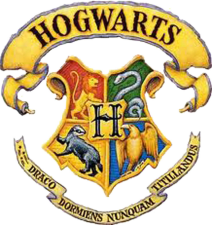 HOGWARTS
H
DRACO DORMIENS NUNQUAM TITILLANDUS